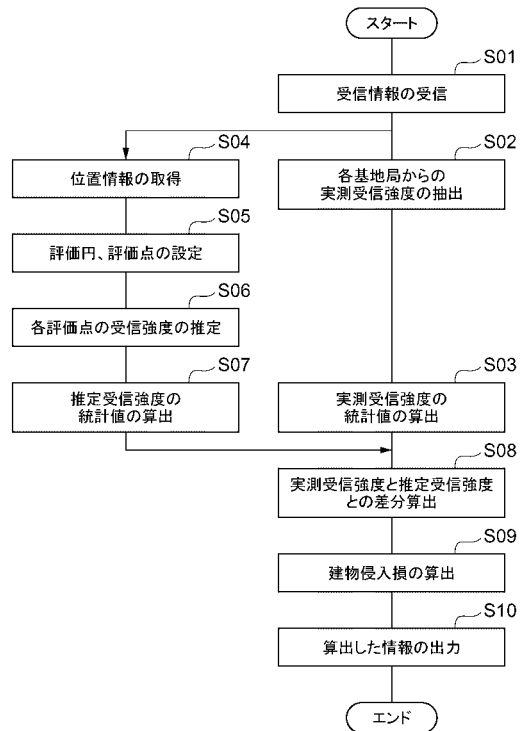 スタート
S01
受信情報の受信
S04
位置情報の取得
S02
各基地局からの
実測受信強度の抽出
S05
評価円、評価点の設定
S06
各評価点の受信強度の推定
S07
推定受信強度の
統計値の算出
S03
実測受信強度の
統計値の算出
S08
実測受信強度と推定受信強度
との差分算出
S09
建物侵入損の算出
S10
算出した情報の出力
エンド